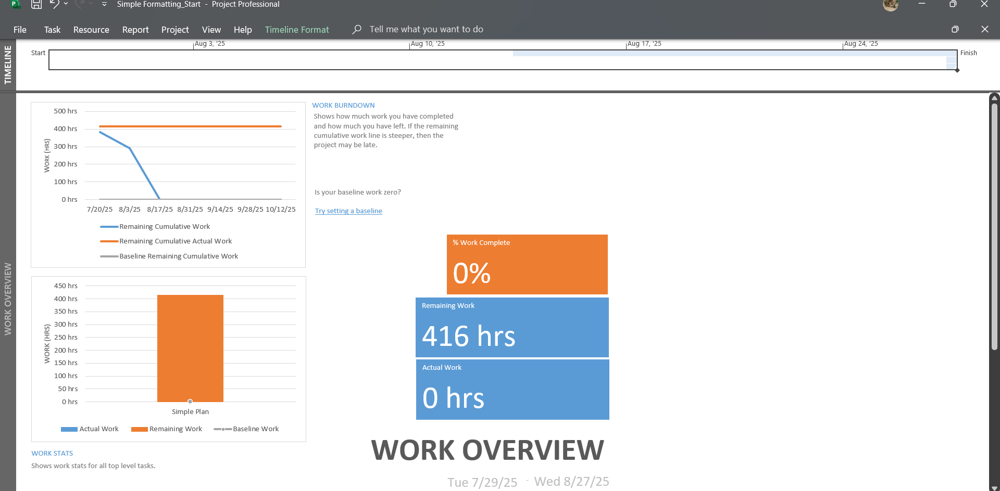 Simple Formatting_Start - Project Professional
File Task Resource Report Project View Help Timeline Format Tell me what you want to do
TIMELINE
Aug 3, '25 Aug 10, '25 Aug 17, '25 Aug 24, '25
Start
Finish
WORK OVERVIEW
500 hrs
400 hrs
300 hrs
200 hrs
100 hrs
0 hrs
WORK (HRS)
7/20/25 8/3/25 8/17/25 8/31/25 9/14/25 9/28/25 10/12/25
Remaining Cumulative Work
Remaining Cumulative Actual Work
Baseline Remaining Cumulative Work
WORK BURNDOWN
Shows how much work you have completed
and how much you have left. If the remaining
cumulative work line is steeper, then the
project may be late.
Is your baseline work zero?
Try setting a baseline
% Work Complete
0%
Remaining Work
416 hrs
Actual Work
0 hrs
450 hrs
400 hrs
350 hrs
300 hrs
250 hrs
200 hrs
150 hrs
100 hrs
50 hrs
0 hrs
WORK (HRS)
Simple Plan
Actual Work Remaining Work Baseline Work
WORK STATS
Shows work stats for all top level tasks.
WORK OVERVIEW
Tue 7/29/25 - Wed 8/27/25